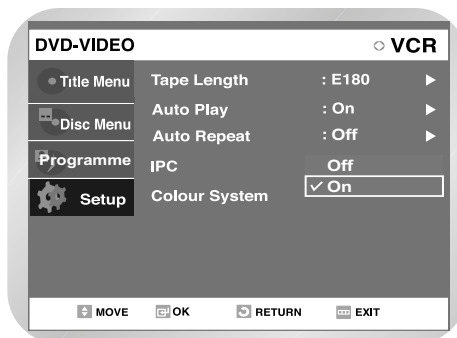 DVD-VIDEO VCR
Title Menu
Tape Length : E180
Disc Menu
Auto Play : On
Auto Repeat : Off
Programme
IPC Off
Setup
Colour System ✓ On
MOVE OK RETURN EXIT